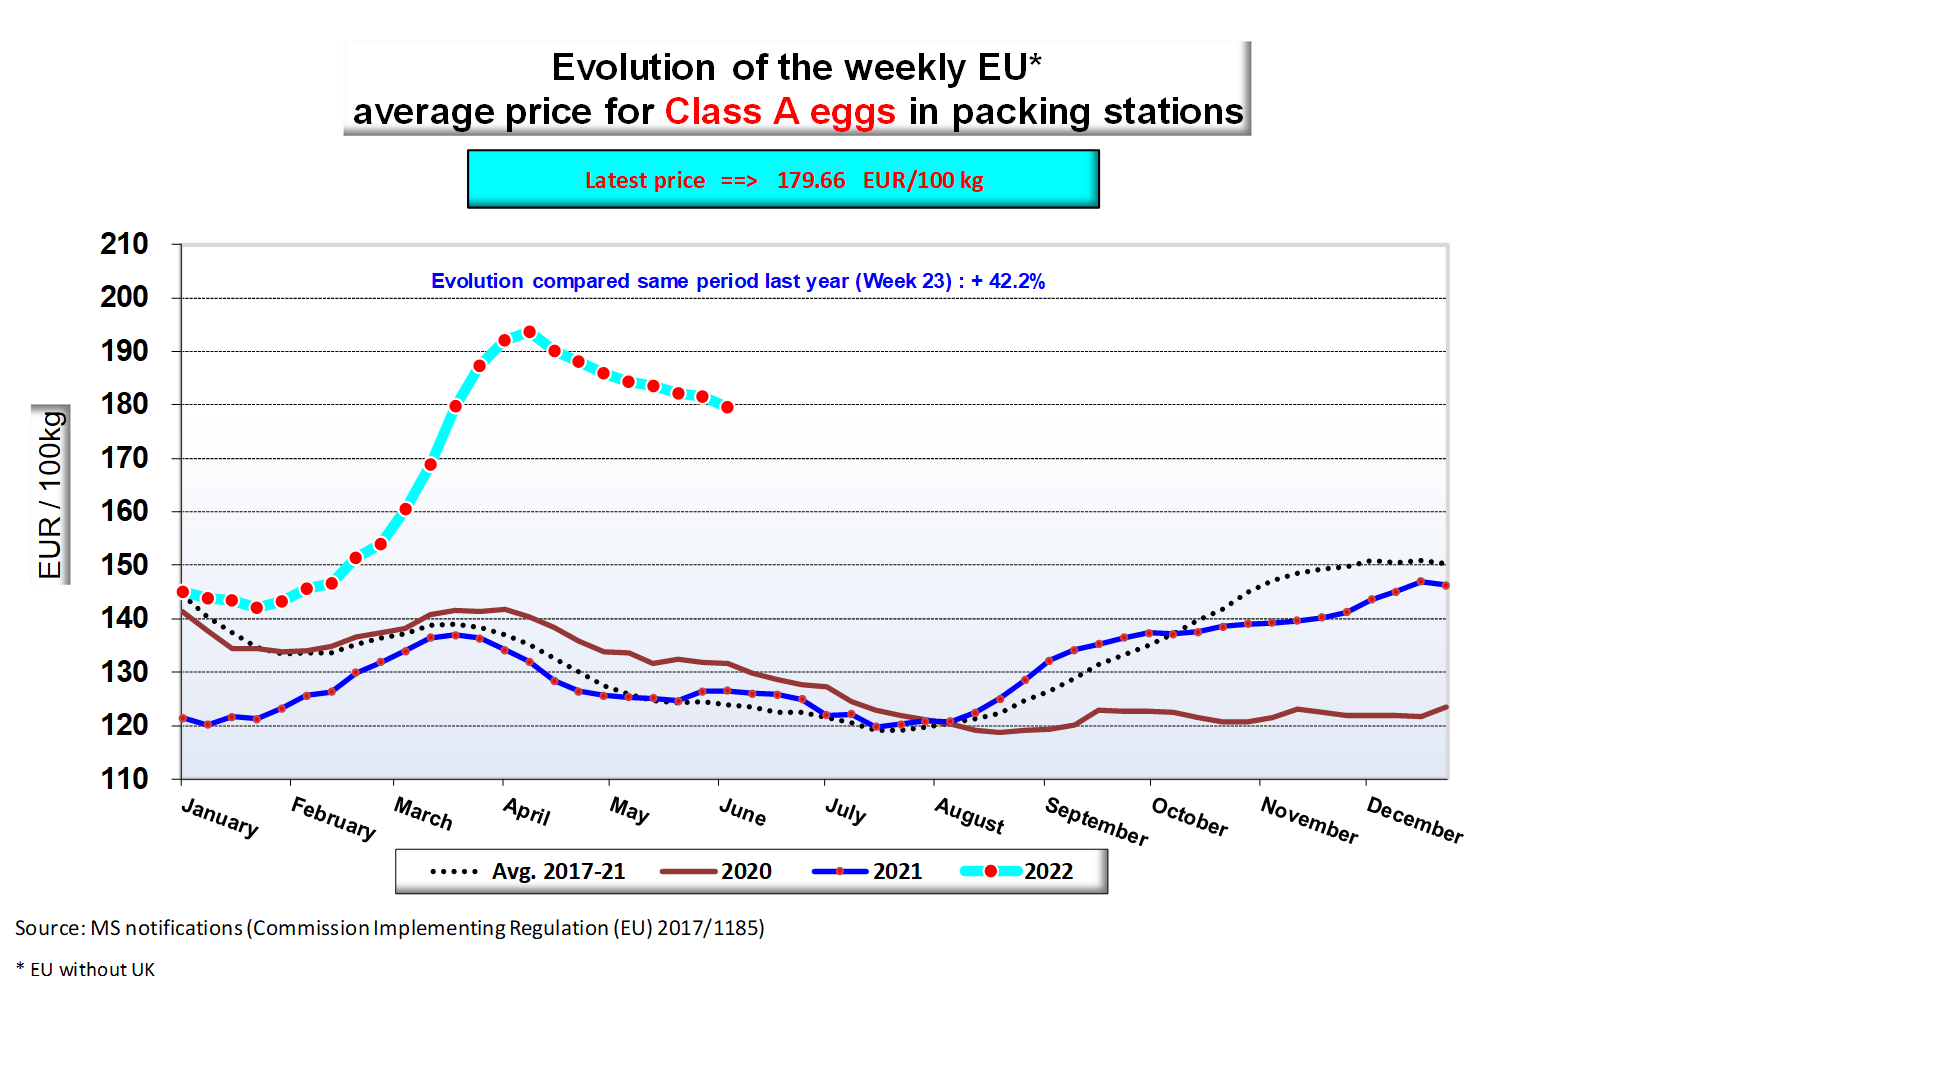 Evolution of the weekly EU*
average price for Class A eggs in packing stations
Latest price ==> 179.66 EUR/100 kg
Evolution compared same period last year (Week 23) : + 42.2%
EUR / 100kg
210
200
190
180
170
160
150
140
130
120
110
January February March April May June July August September October November December
Avg. 2017-21 2020 2021 2022
Source: MS notifications (Commission Implementing Regulation (EU) 2017/1185)
* EU without UK